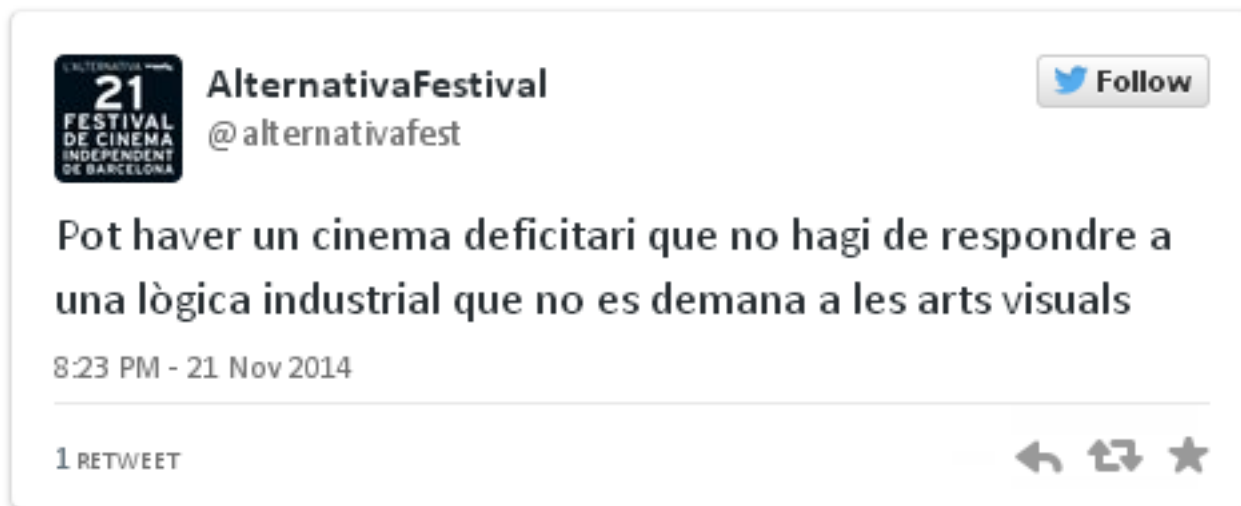 L'ALTERNATIVA
21
FESTIVAL
DE CINEMA
INDEPENDENT
DE BARCELONA
AlternativaFestival
@alternativafest
Follow
Pot haver un cinema deficitari que no hagi de respondre a
una lògica industrial que no es demana a les arts visuals
8:23 PM - 21 Nov 2014
1 RETWEET